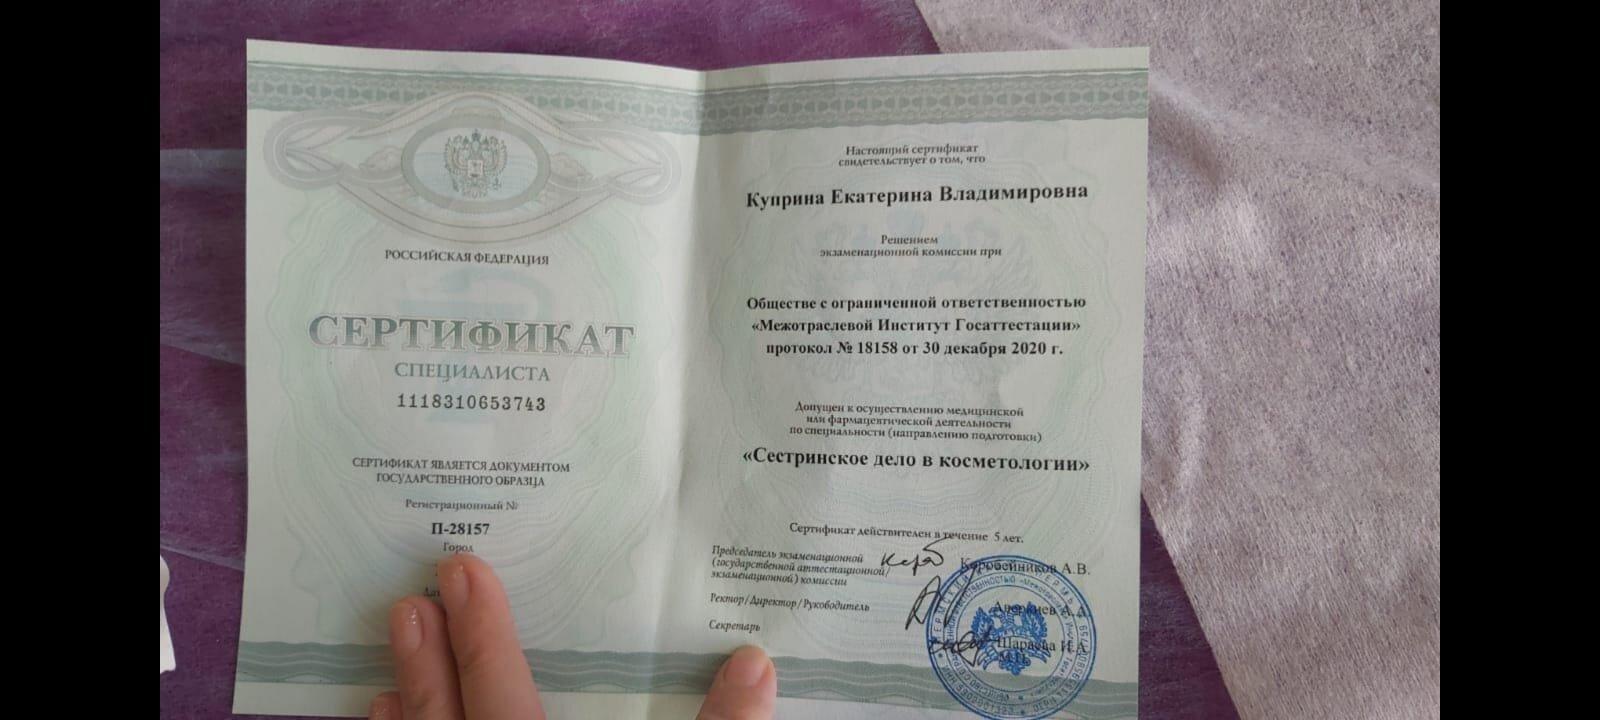 РОССИЙСКАЯ ФЕДЕРАЦИЯ
СЕРТИФИКАТ
СПЕЦИАЛИСТА
1118310653743
СЕРТИФИКАТ ЯВЛЯЕТСЯ ДОКУМЕНТОМ
ГОСУДАРСТВЕННОГО ОБРАЗЦА
Регистрационный №
П-28157
Город
Настоящий сертификат
свидетельствует о том, что
Куприна Екатерина Владимировна
Решением
экзаменационной комиссии при
Обществе с ограниченной ответственностью
«Межотраслевой Институт Госаттестации»
протокол № 18158 от 30 декабря 2020 г.
Допущен к осуществлению медицинской
или фармацевтической деятельности
по специальности (направлению подготовки)
«Сестринское дело в косметологии»
Сертификат действителен в течение 5 лет.
Председатель экзаменационной
(государственной аттестационной/
экзаменационной) комиссии
Коробейников А.В.
Ректор/Директор/Руководитель
Аверкиев А.А.
Секретарь
Шараева И.А.
М.П.